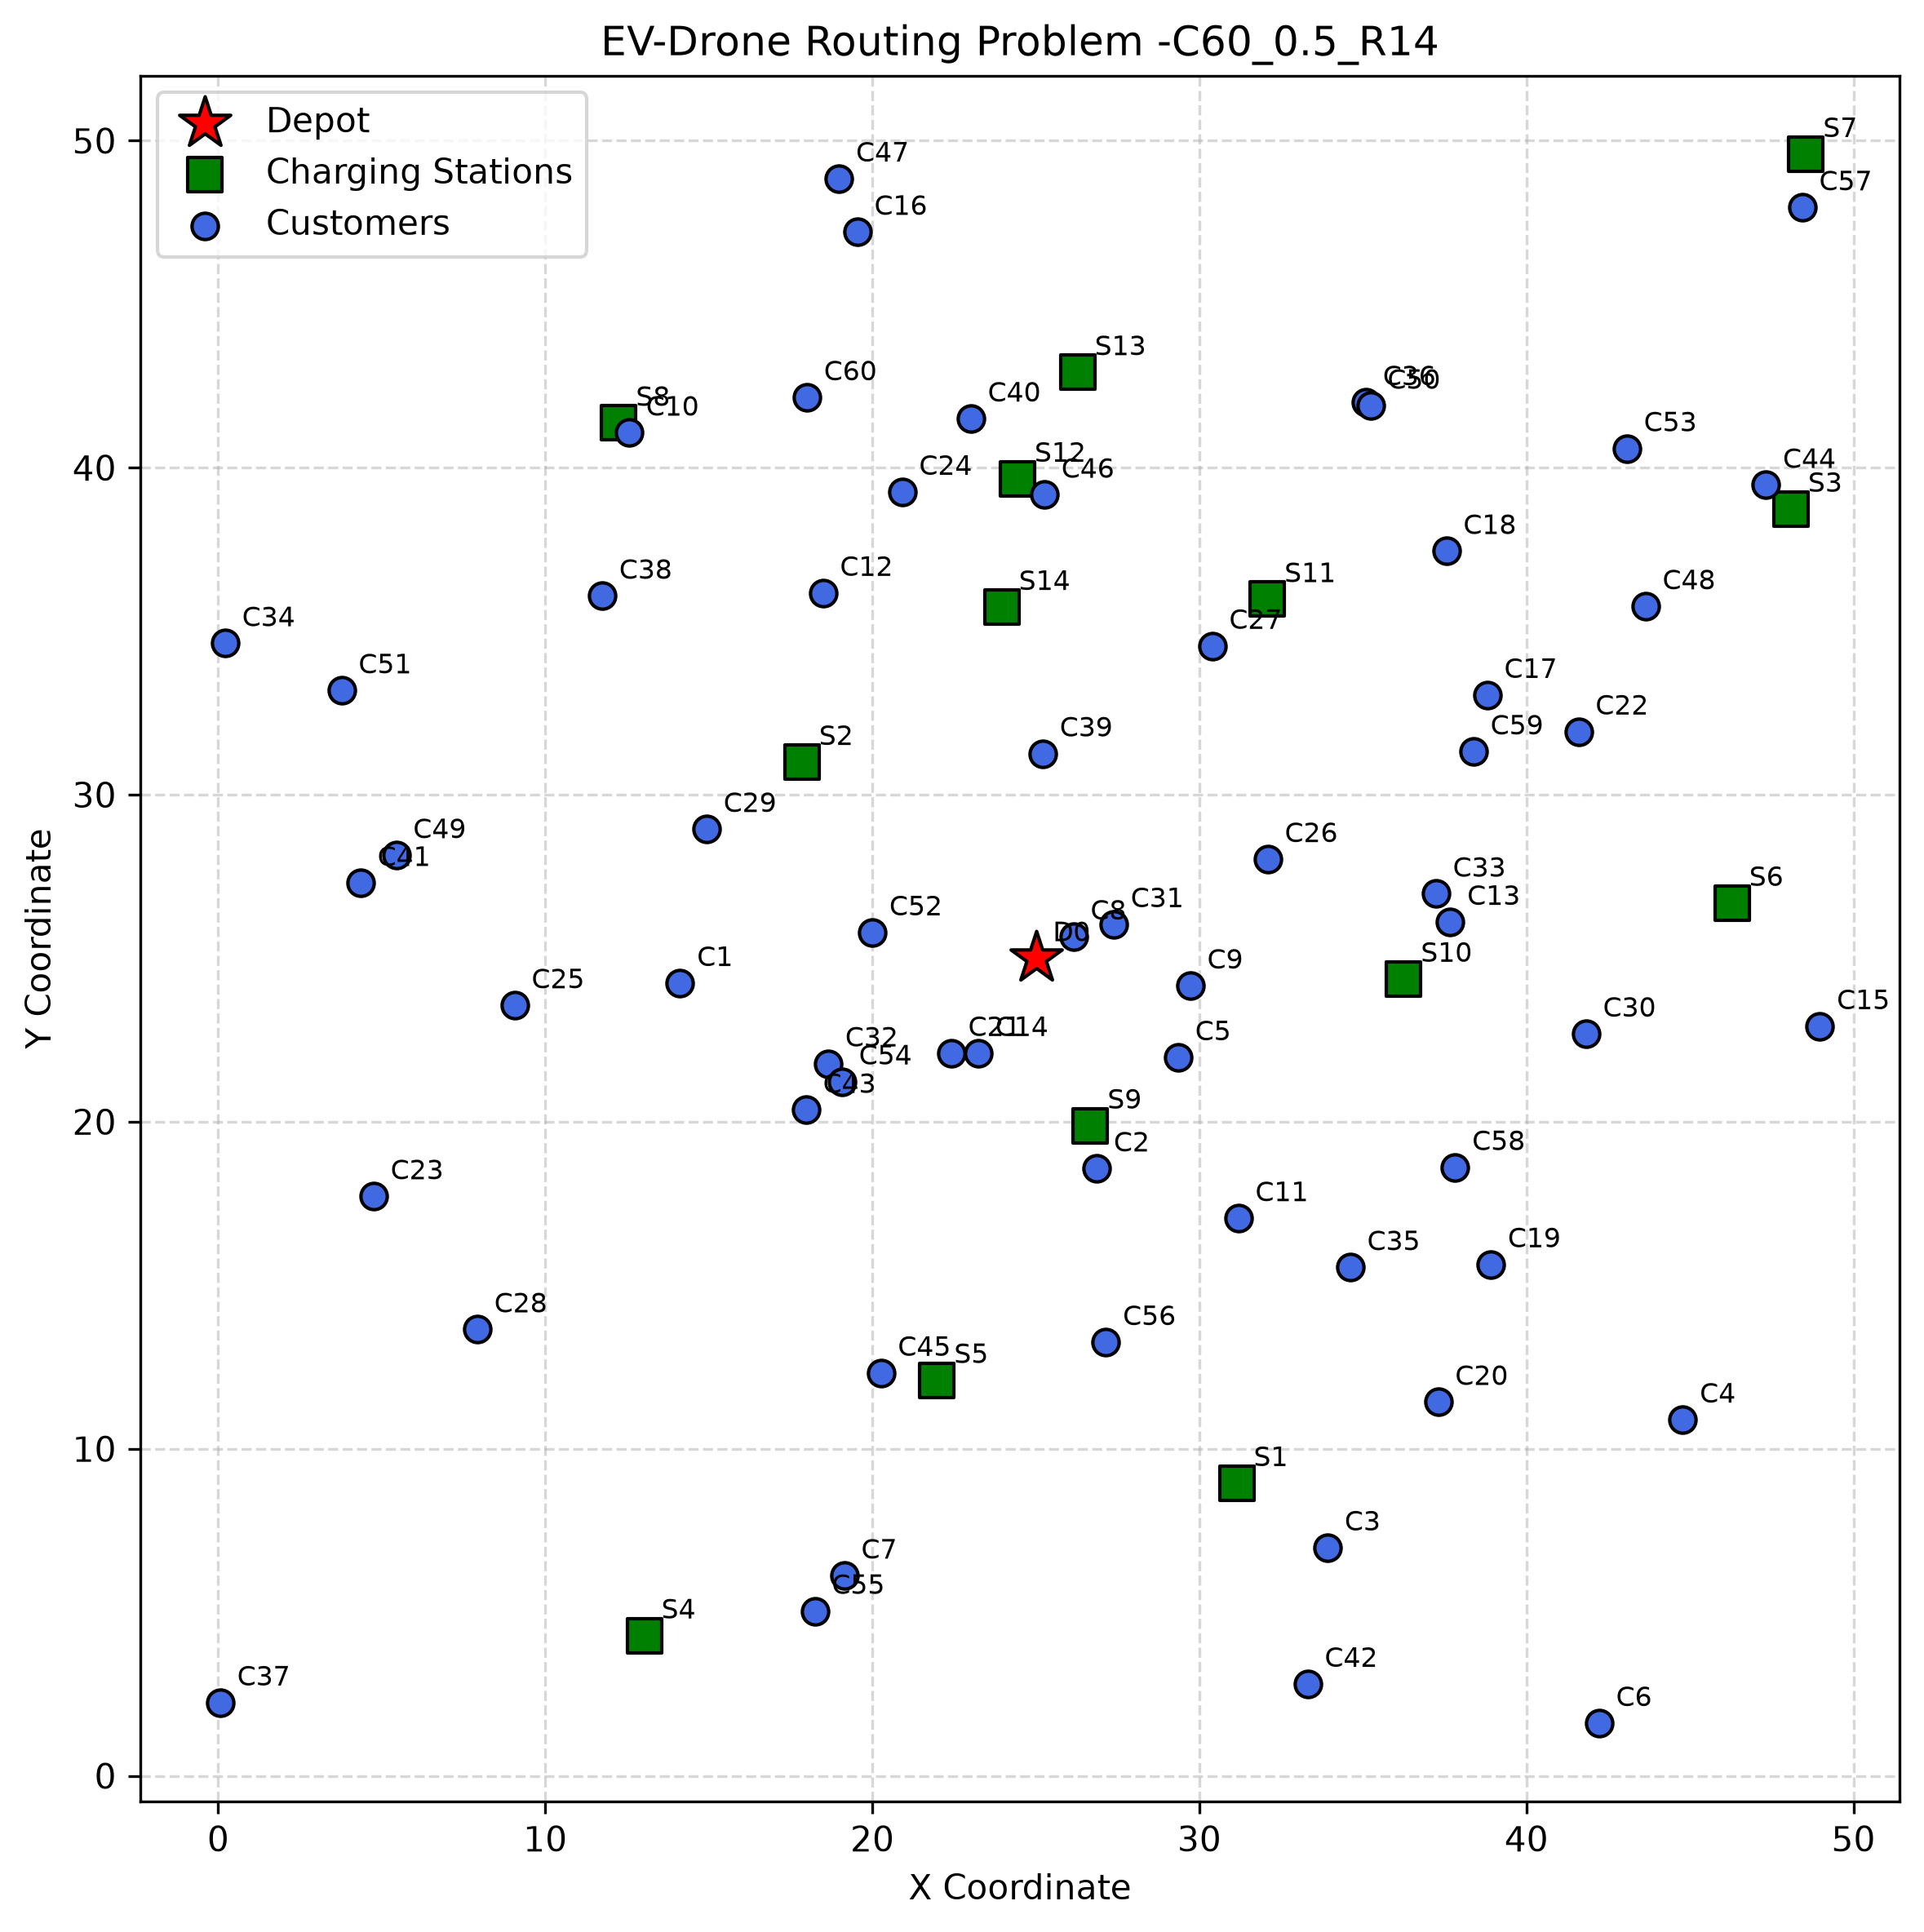 EV-Drone Routing Problem -C60_0.5_R14
Depot
Charging Stations
Customers
S7
C57
C47
C16
S13
C60
C40
S8
C10
C36
C50
C53
S12
C46
C24
C44
S3
C18
C38
C12
S14
S11
C48
C34
C27
C51
C17
C22
S2
C39
C59
C29
C49
C41
C26
C33
C13
S6
C52
C8
C31
D0
C1
C9
S10
C25
C30
C15
C32
C21
C14
C5
C54
C43
S9
C2
C58
C23
C11
C35
C19
C28
C56
C45
S5
C20
C4
S1
C3
C7
C55
S4
C42
C37
C6
50
40
30
20
10
0
0
10
20
30
40
50
X Coordinate
Y Coordinate